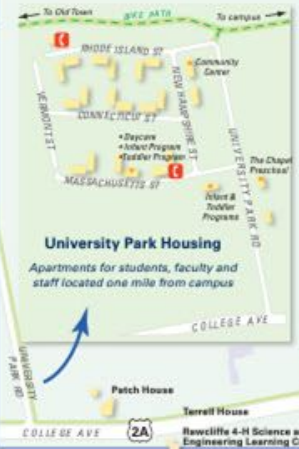 To Old Town
BIKE PATH
To campus
RHODE ISLAND ST
Community
Center
VERMONT ST
NEW HAMPSHIRE ST
CONNECTICUT ST
• Daycare
• Infant Program
• Toddler Program
MASSACHUSETTS ST
UNIVERSITY PARK RD
The Chapel
Preschool
Infant &
Toddler
Programs
University Park Housing
Apartments for students, faculty and
staff located one mile from campus
COLLEGE AVE
UNIVERSITY
PARK RD
Patch House
Terrell House
COLLEGE AVE
2A
Rawcliffe 4-H Science a
Engineering Learning C